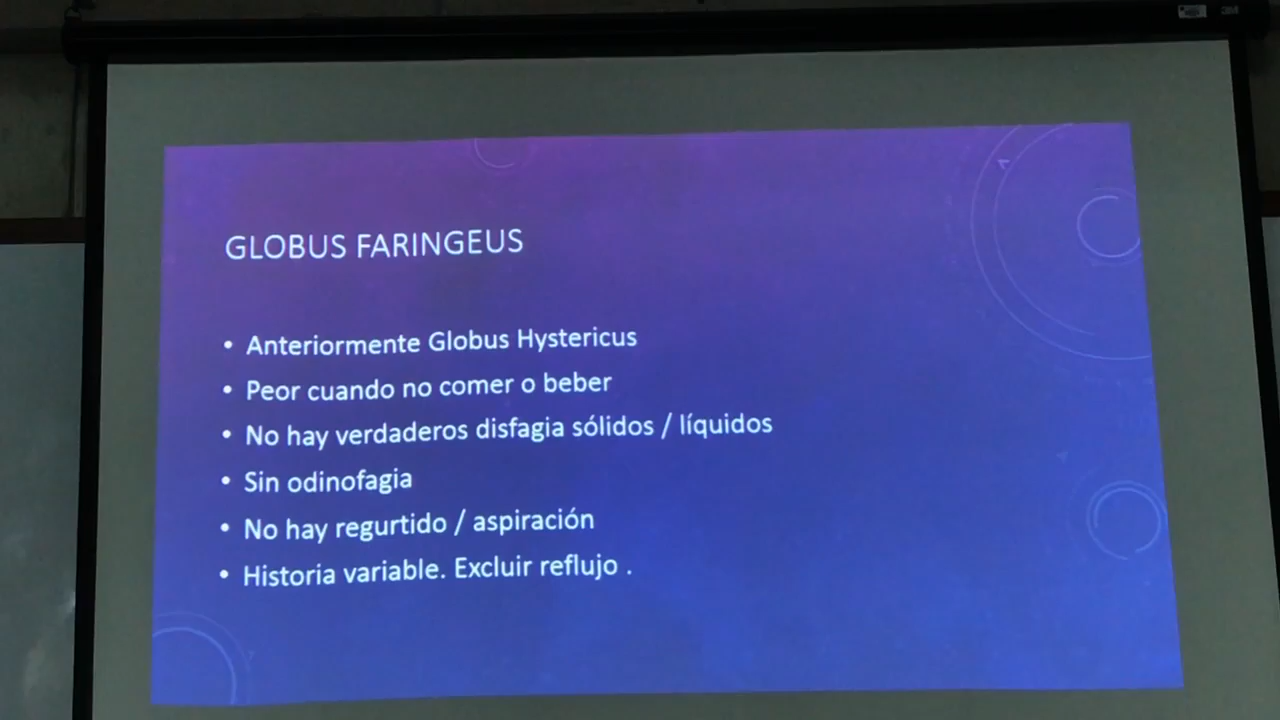 GLOBUS FARINGEUS
• Anteriormente Globus Hystericus
• Peor cuando no comer o beber
• No hay verdaderos disfagia sólidos / líquidos
• Sin odinofagia
• No hay regurtido / aspiración
• Historia variable. Excluir reflujo .